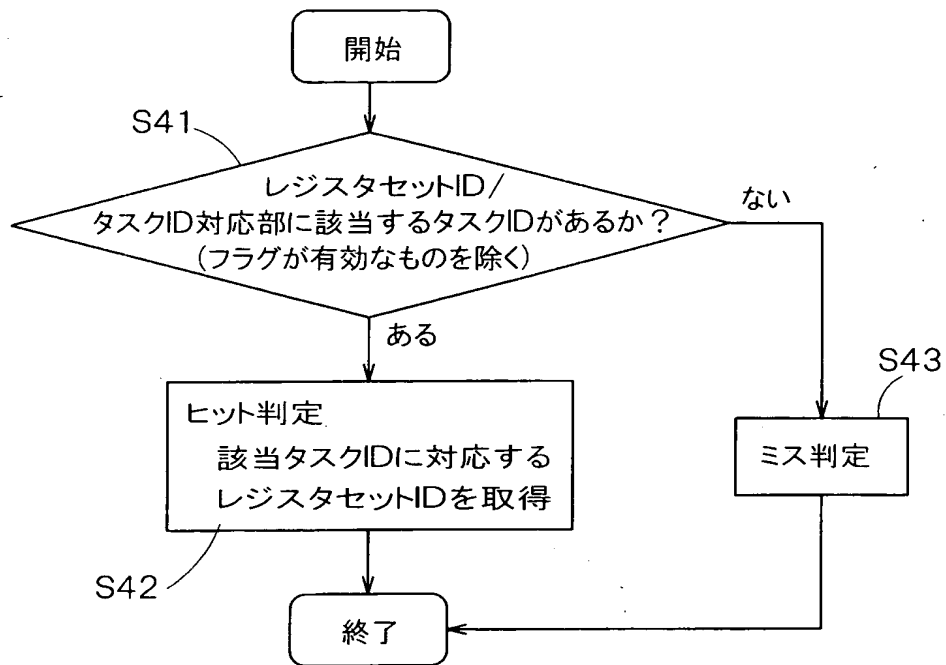 開始
S41
レジスタセットID/
タスクID対応部に該当するタスクIDがあるか？
(フラグが有効なものを除く)
ない
ある
S43
ヒット判定
該当タスクIDに対応する
レジスタセットIDを取得
ミス判定
S42
終了